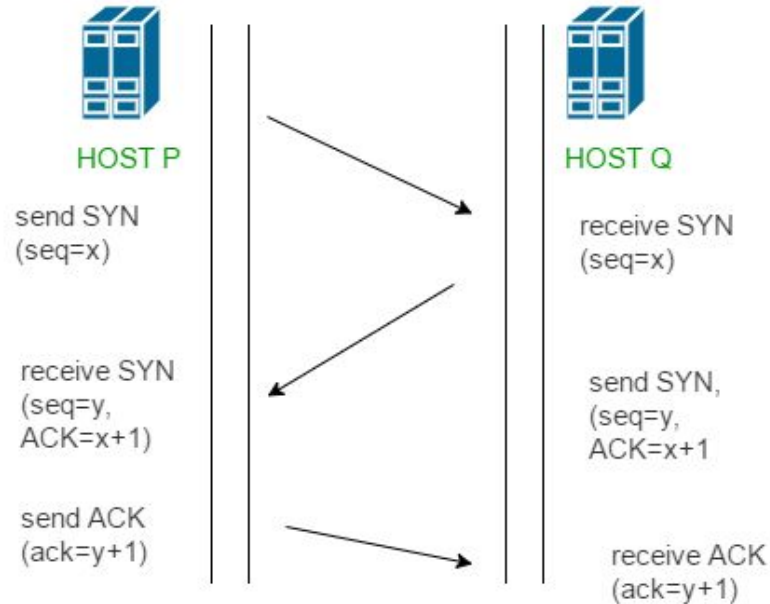 HOST P
HOST Q
send SYN
(seq=x)
receive SYN
(seq=x)
receive SYN
(seq=y,
ACK=x+1)
send SYN,
(seq=y,
ACK=x+1
send ACK
(ack=y+1)
receive ACK
(ack=y+1)